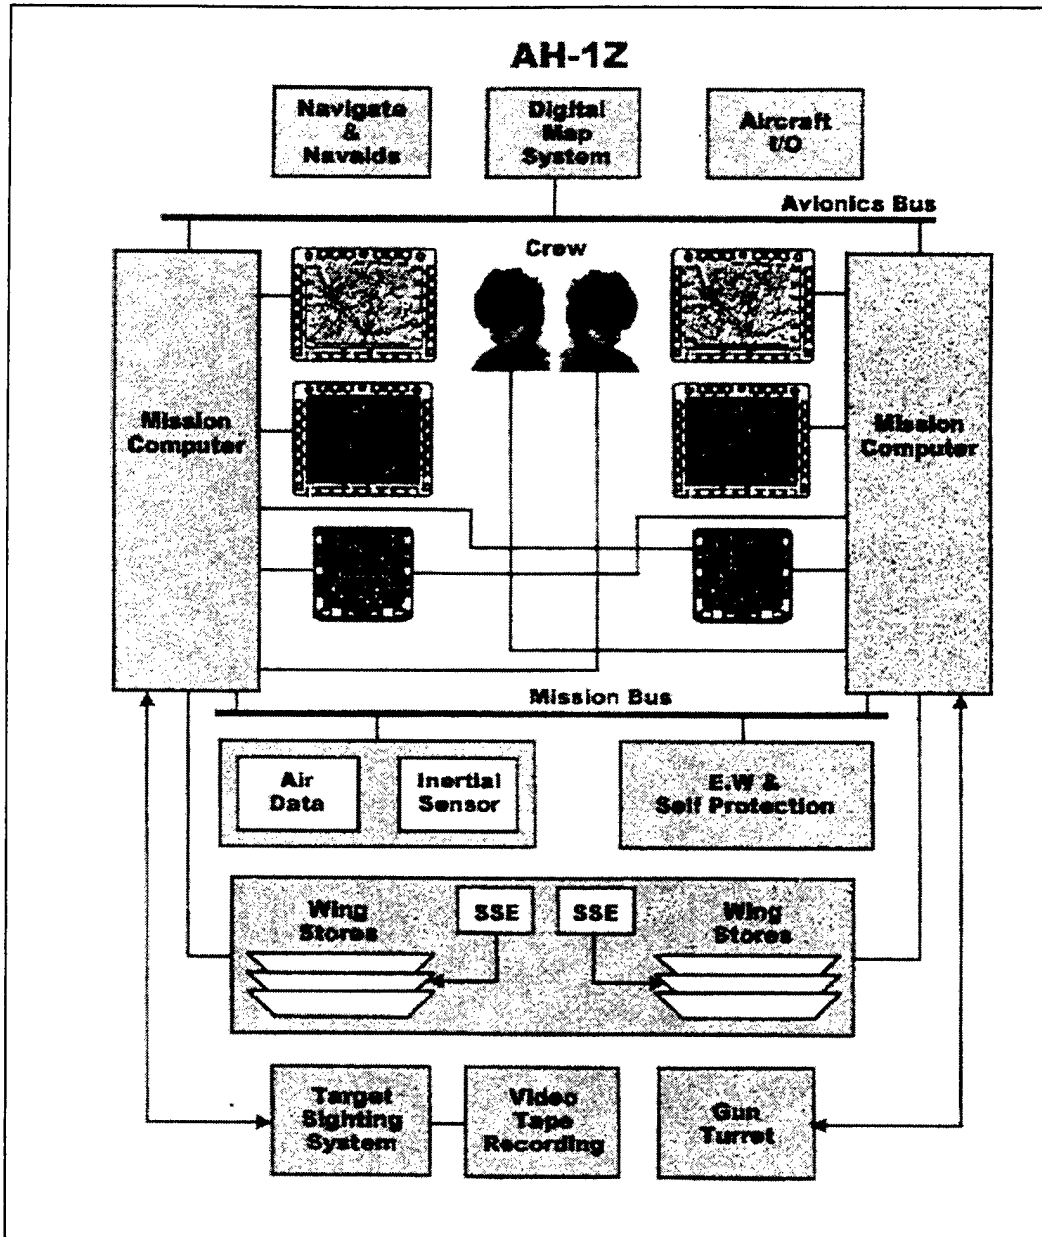 AH-1Z
Navigate
&
Navaids
Digital
Map
System
Aircraft
I/O
Avionics Bus
Crew
Mission
Computer
Mission
Computer
Mission Bus
Air
Data
Inertial
Sensor
E.W &
Self Protection
Wing
Stores
SSE
SSE
Wing
Stores
Target
Sighting
System
Video
Tape
Recording
Gun
Turret